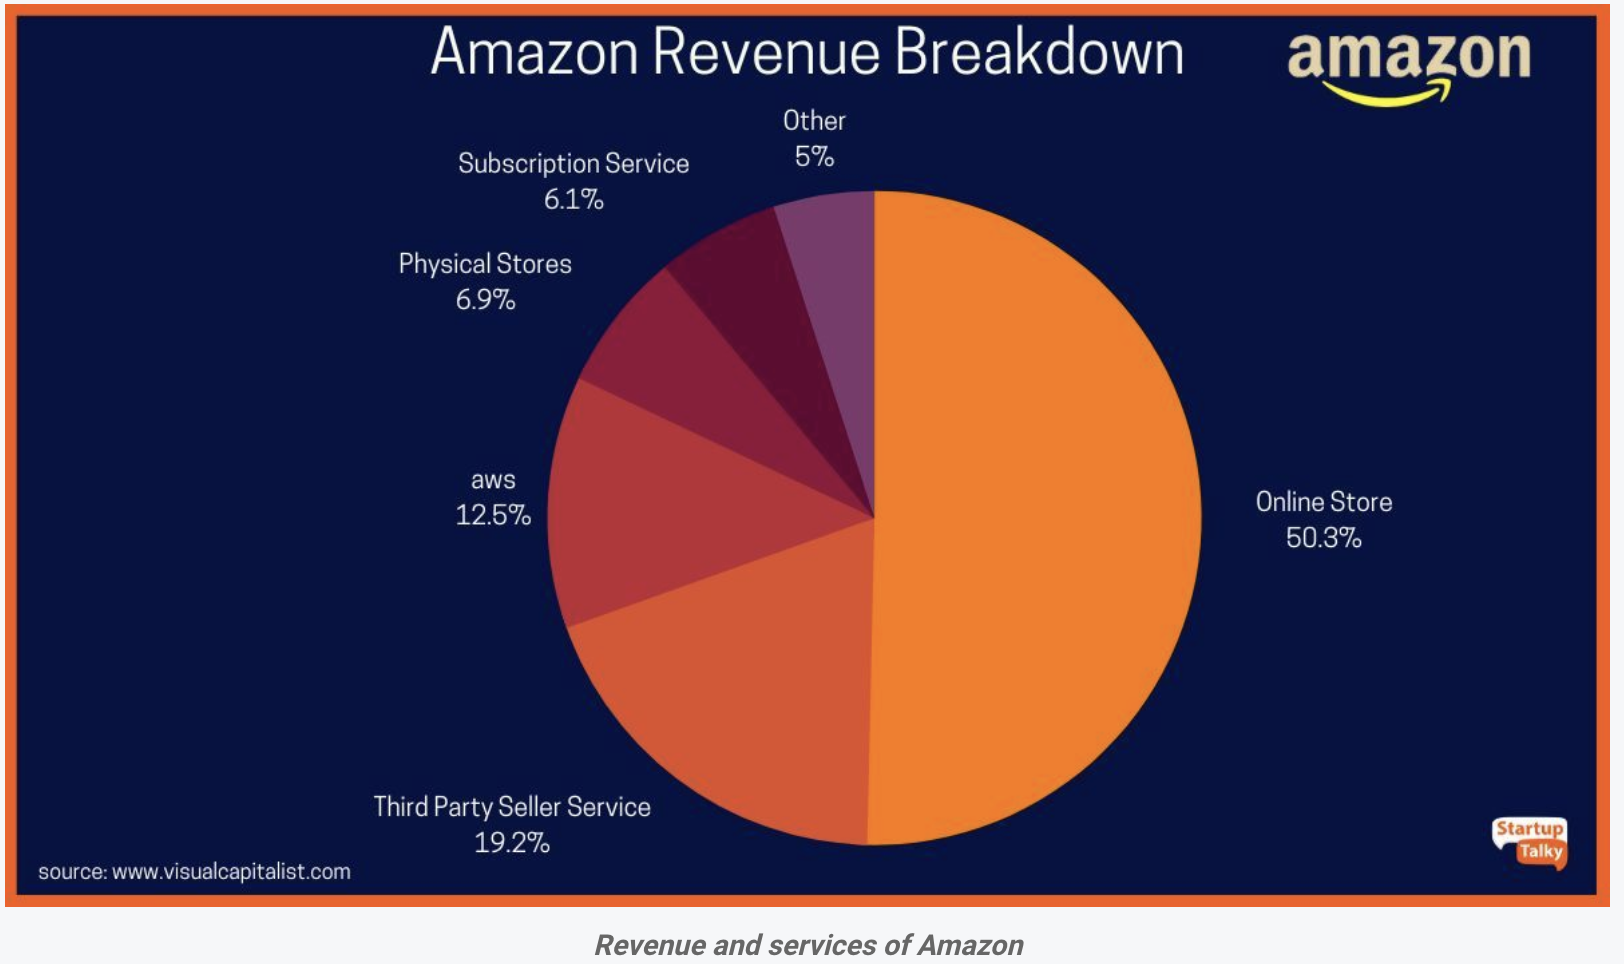 Amazon Revenue Breakdown
amazon
Other
5%
Subscription Service
6.1%
Physical Stores
6.9%
aws
12.5%
Online Store
50.3%
Third Party Seller Service
19.2%
source: www.visualcapitalist.com
Startup
Talky
Revenue and services of Amazon